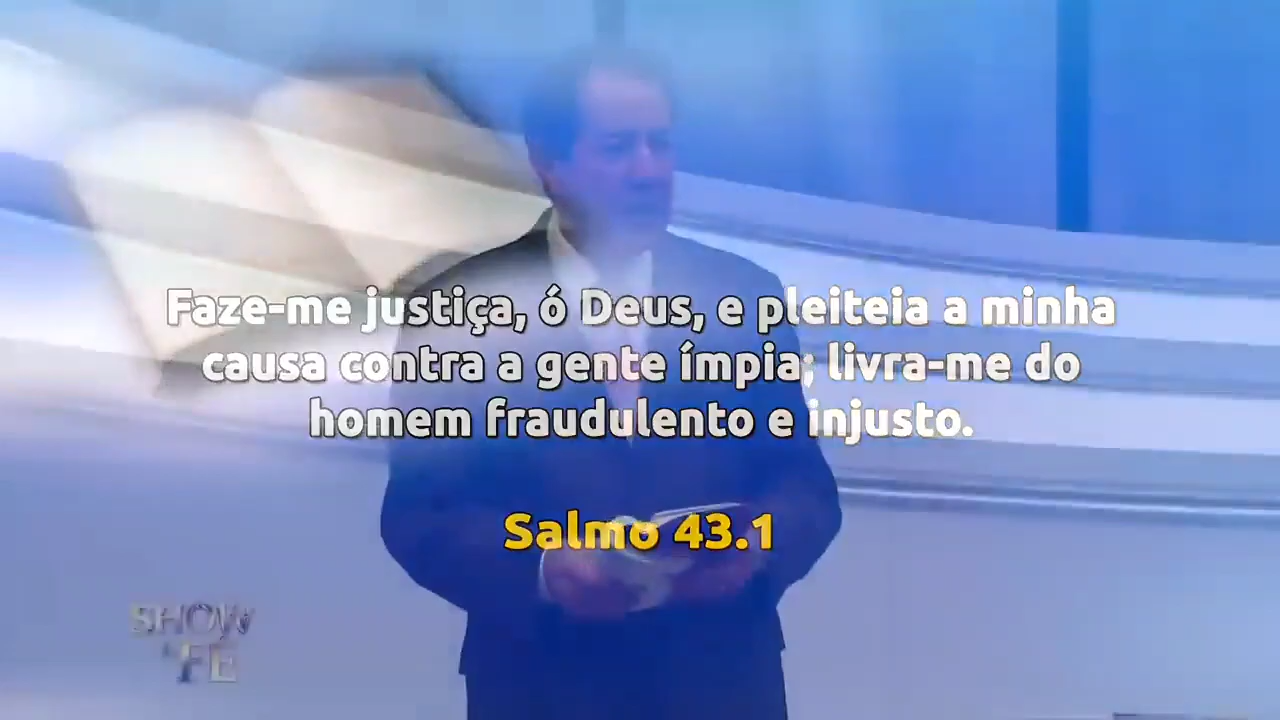 Faze-me justiça, ó Deus, e pleiteia a minha
causa contra a gente ímpia; livra-me do
homem fraudulento e injusto.
Salmo 43.1
SHOW
da FÉ